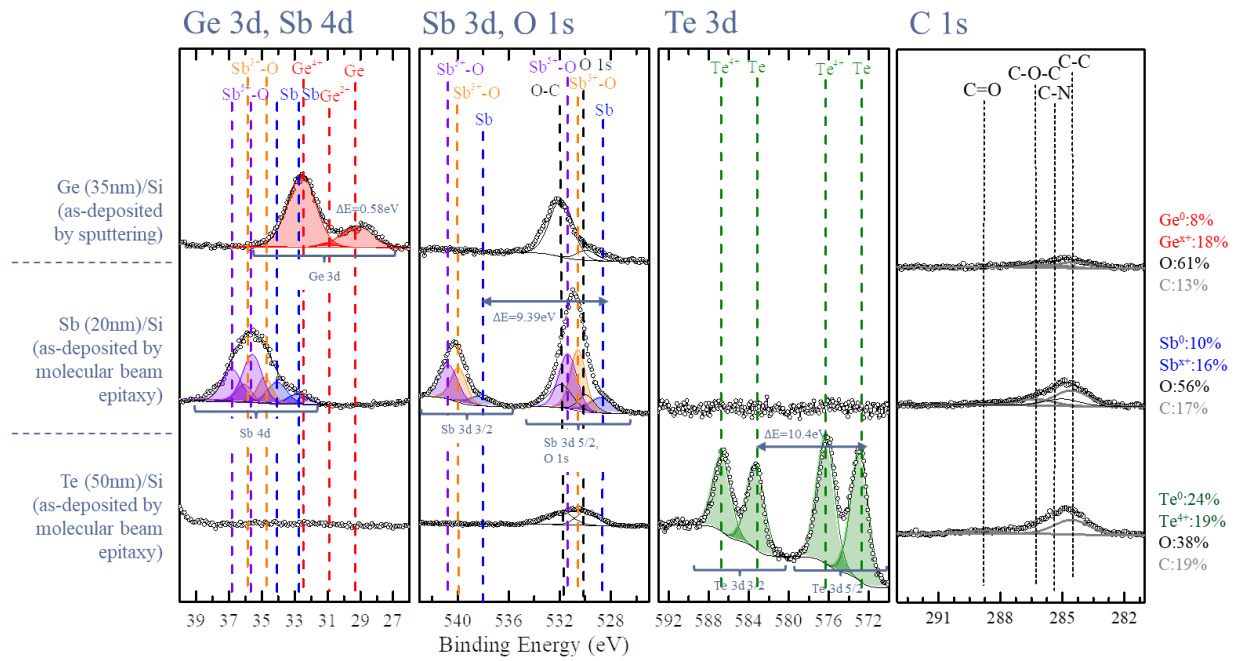 Ge 3d, Sb 4d
Sb 3d, O 1s
Te 3d
C 1s
Sb³⁺-O
Ge⁴⁺
Ge
Sb⁵⁺-O
Sb
Sb
Ge²⁺
Sb⁵⁺-O
Sb³⁺-O
Sb
Sb⁵⁺-O
O 1s
Sb³⁺-O
O-C
Sb
Te⁴⁺
Te
Te⁴⁺
Te
C=O
C-O-C
C-N
C-C
Ge (35nm)/Si
(as-deposited
by sputtering)
ΔE=0.58eV
Ge 3d
Ge⁰:8%
Geˣ⁺:18%
O:61%
C:13%
Sb (20nm)/Si
(as-deposited by
molecular beam
epitaxy)
ΔE=9.39eV
Sb 4d
Sb 3d 3/2
Sb 3d 5/2,
O 1s
Sb⁰:10%
Sbˣ⁺:16%
O:56%
C:17%
Te (50nm)/Si
(as-deposited by
molecular beam
epitaxy)
ΔE=10.4eV
Te 3d 3/2
Te 3d 5/2
Te⁰:24%
Te⁴⁺:19%
O:38%
C:19%
39 35 31 27
540 536 532 528
592 588 584 580 576 572
291 288 285 282
Binding Energy (eV)